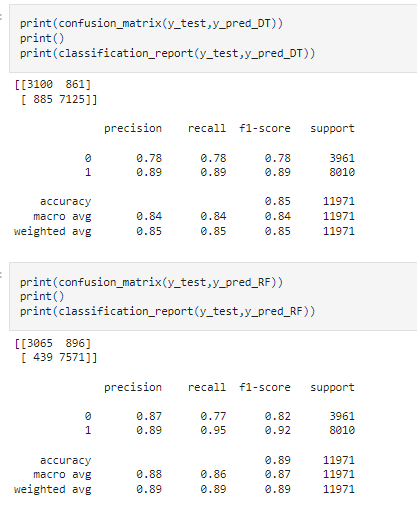 print(confusion_matrix(y_test,y_pred_DT))
print()
print(classification_report(y_test,y_pred_DT))
[[3100  861]
 [ 885 7125]]
precision    recall  f1-score   support
0       0.78      0.78      0.78      3961
1       0.89      0.89      0.89      8010
accuracy                           0.85     11971
macro avg       0.84      0.84      0.84     11971
weighted avg       0.85      0.85      0.85     11971
print(confusion_matrix(y_test,y_pred_RF))
print()
print(classification_report(y_test,y_pred_RF))
[[3065  896]
 [ 439 7571]]
precision    recall  f1-score   support
0       0.87      0.77      0.82      3961
1       0.89      0.95      0.92      8010
accuracy                           0.89     11971
macro avg       0.88      0.86      0.87     11971
weighted avg       0.89      0.89      0.89     11971